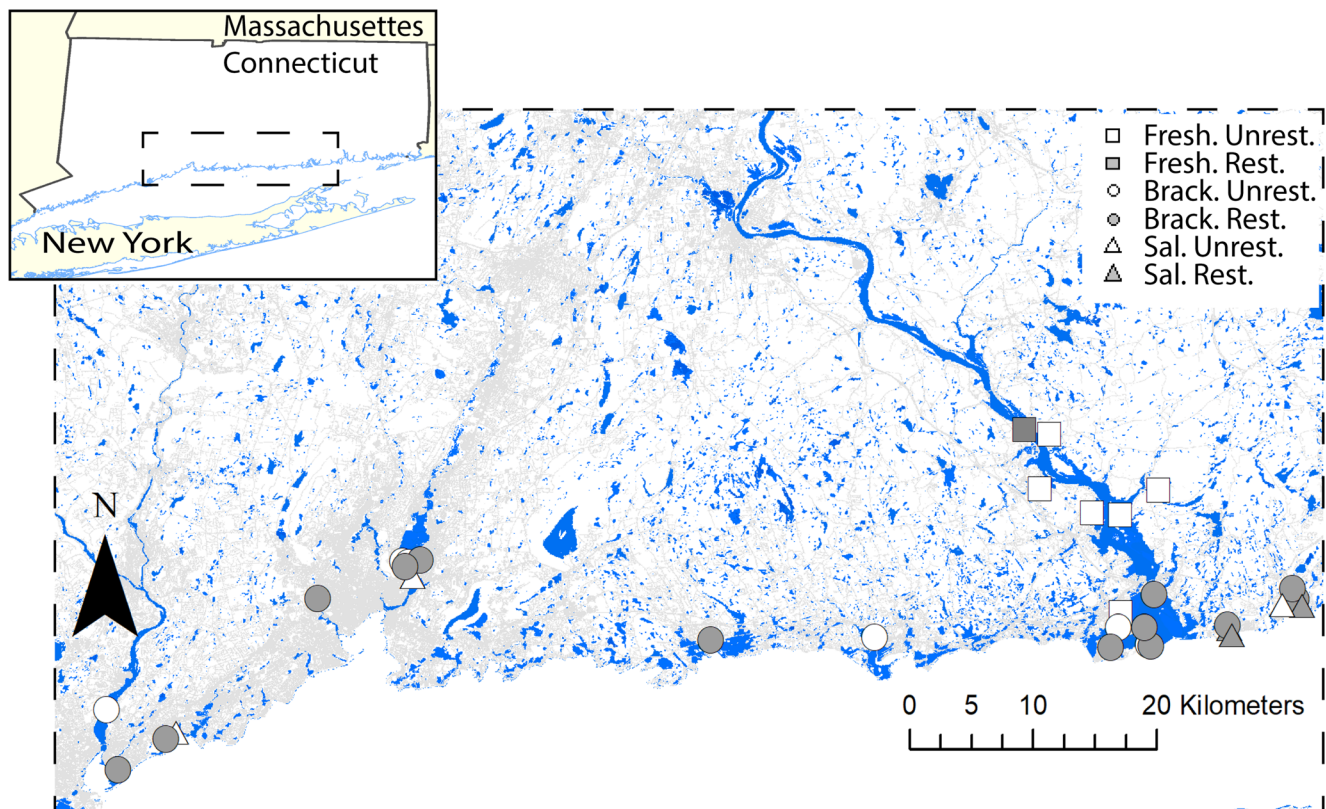 Massachusettes
Connecticut
New York
Fresh. Unrest.
Fresh. Rest.
Brack. Unrest.
Brack. Rest.
Sal. Unrest.
Sal. Rest.
N
0 5 10 20 Kilometers